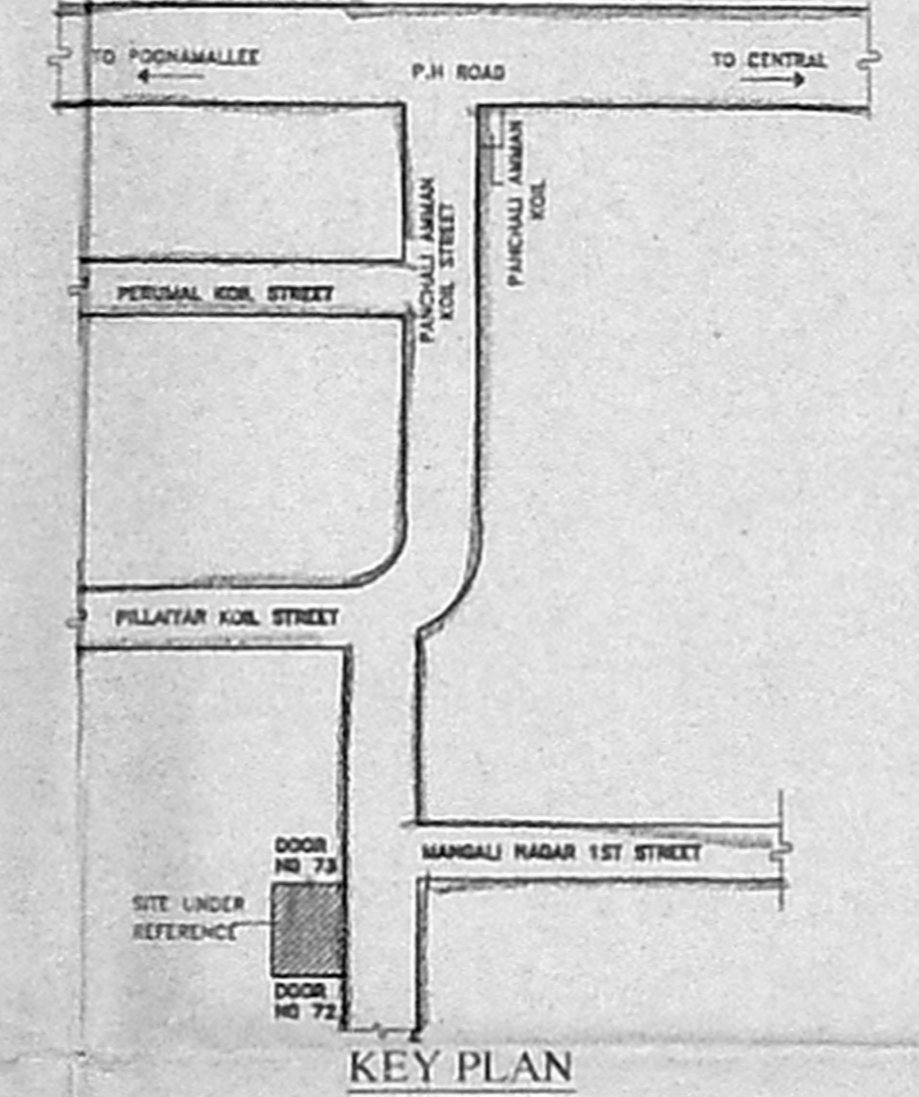 TO POONAMALLEE
P.H ROAD
TO CENTRAL
PANCHALI AMMAN
KOIL STREET
PANCHALI AMMAN
KOIL
PERUMAL KOIL STREET
PILLAIYAR KOIL STREET
MANGALI NAGAR 1ST STREET
DOOR
NO 73
SITE UNDER
REFERENCE
DOOR
NO 72
KEY PLAN